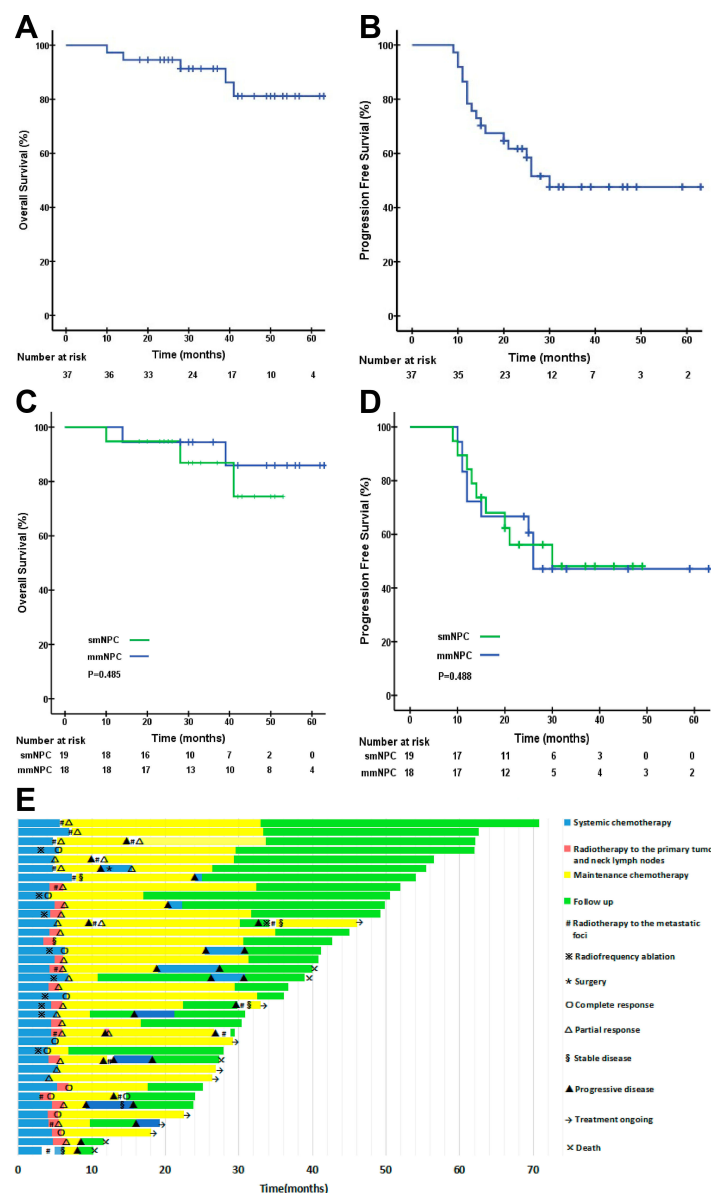 A
100
80
60
40
20
0
Overall Survival (%)
0 10 20 30 40 50 60
Time (months)
Number at risk
37 36 33 24 17 10 4
B
100
80
60
40
20
0
Progression Free Survial (%)
0 10 20 30 40 50 60
Time (months)
Number at risk
37 35 23 12 7 3 2
C
100
80
60
40
20
0
Overall Survival (%)
smNPC
mmNPC
P=0.485
0 10 20 30 40 50 60
Time (months)
Number at risk
smNPC 19 18 16 10 7 2 0
mmNPC 18 18 17 13 10 8 4
D
100
80
60
40
20
0
Progression Free Survial (%)
smNPC
mmNPC
P=0.488
0 10 20 30 40 50 60
Time (months)
Number at risk
smNPC 19 17 11 6 3 0 0
mmNPC 18 17 12 5 4 3 2
E
Systemic chemotherapy
Radiotherapy to the primary tumo
and neck lymph nodes
Maintenance chemotherapy
Follow up
# Radiotherapy to the metastatic
foci
Radiofrequency ablation
Surgery
Complete response
Partial response
§ Stable disease
Progressive disease
Treatment ongoing
Death
0 10 20 30 40 50 60 70
Time(months)